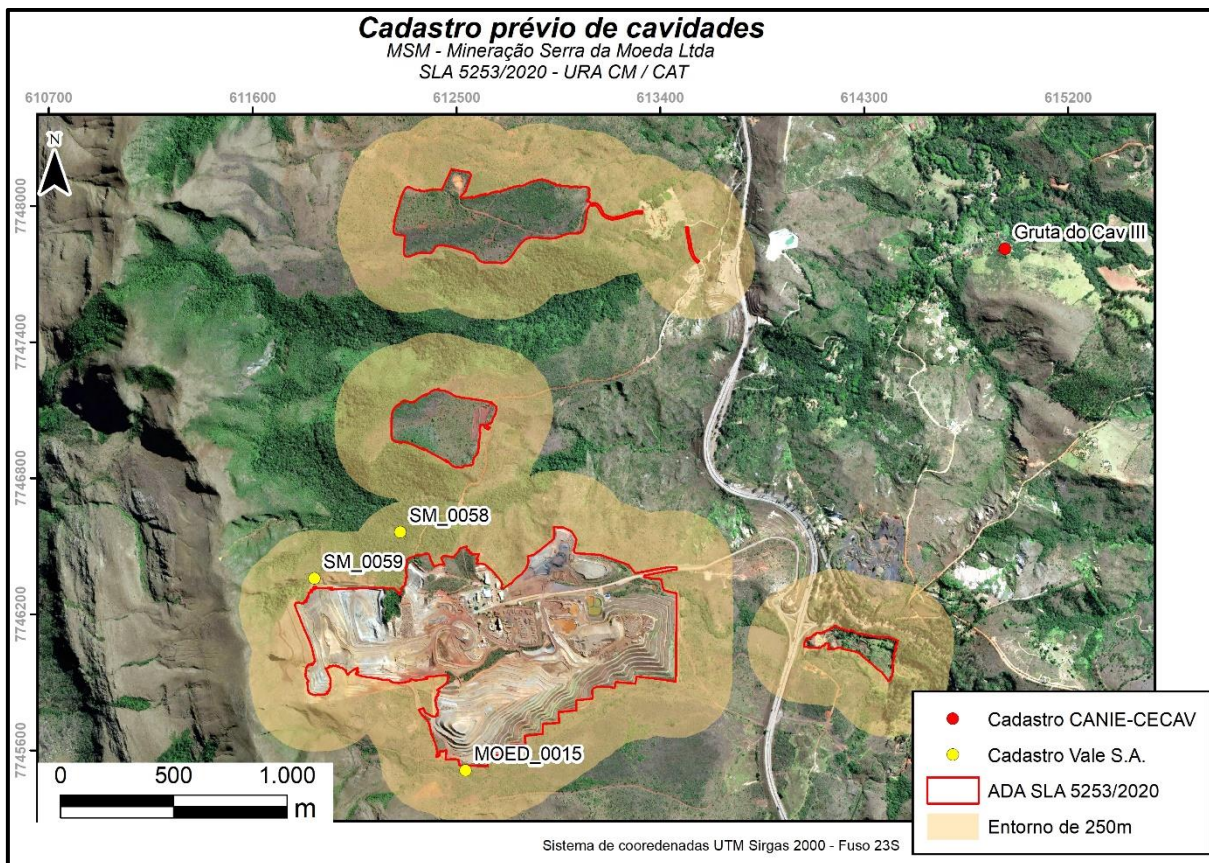 Cadastro prévio de cavidades
MSM - Mineração Serra da Moeda Ltda
SLA 5253/2020 - URA CM / CAT
610700 611600 612500 613400 614300 615200
N
7748000
Gruta do Cav III
7747400
7746800
SM_0058
SM_0059
7746200
MOED_0015
7745600
0 500 1.000
m
Cadastro CANIE-CECAV
Cadastro Vale S.A.
ADA SLA 5253/2020
Entorno de 250m
Sistema de cooredenadas UTM Sirgas 2000 - Fuso 23S